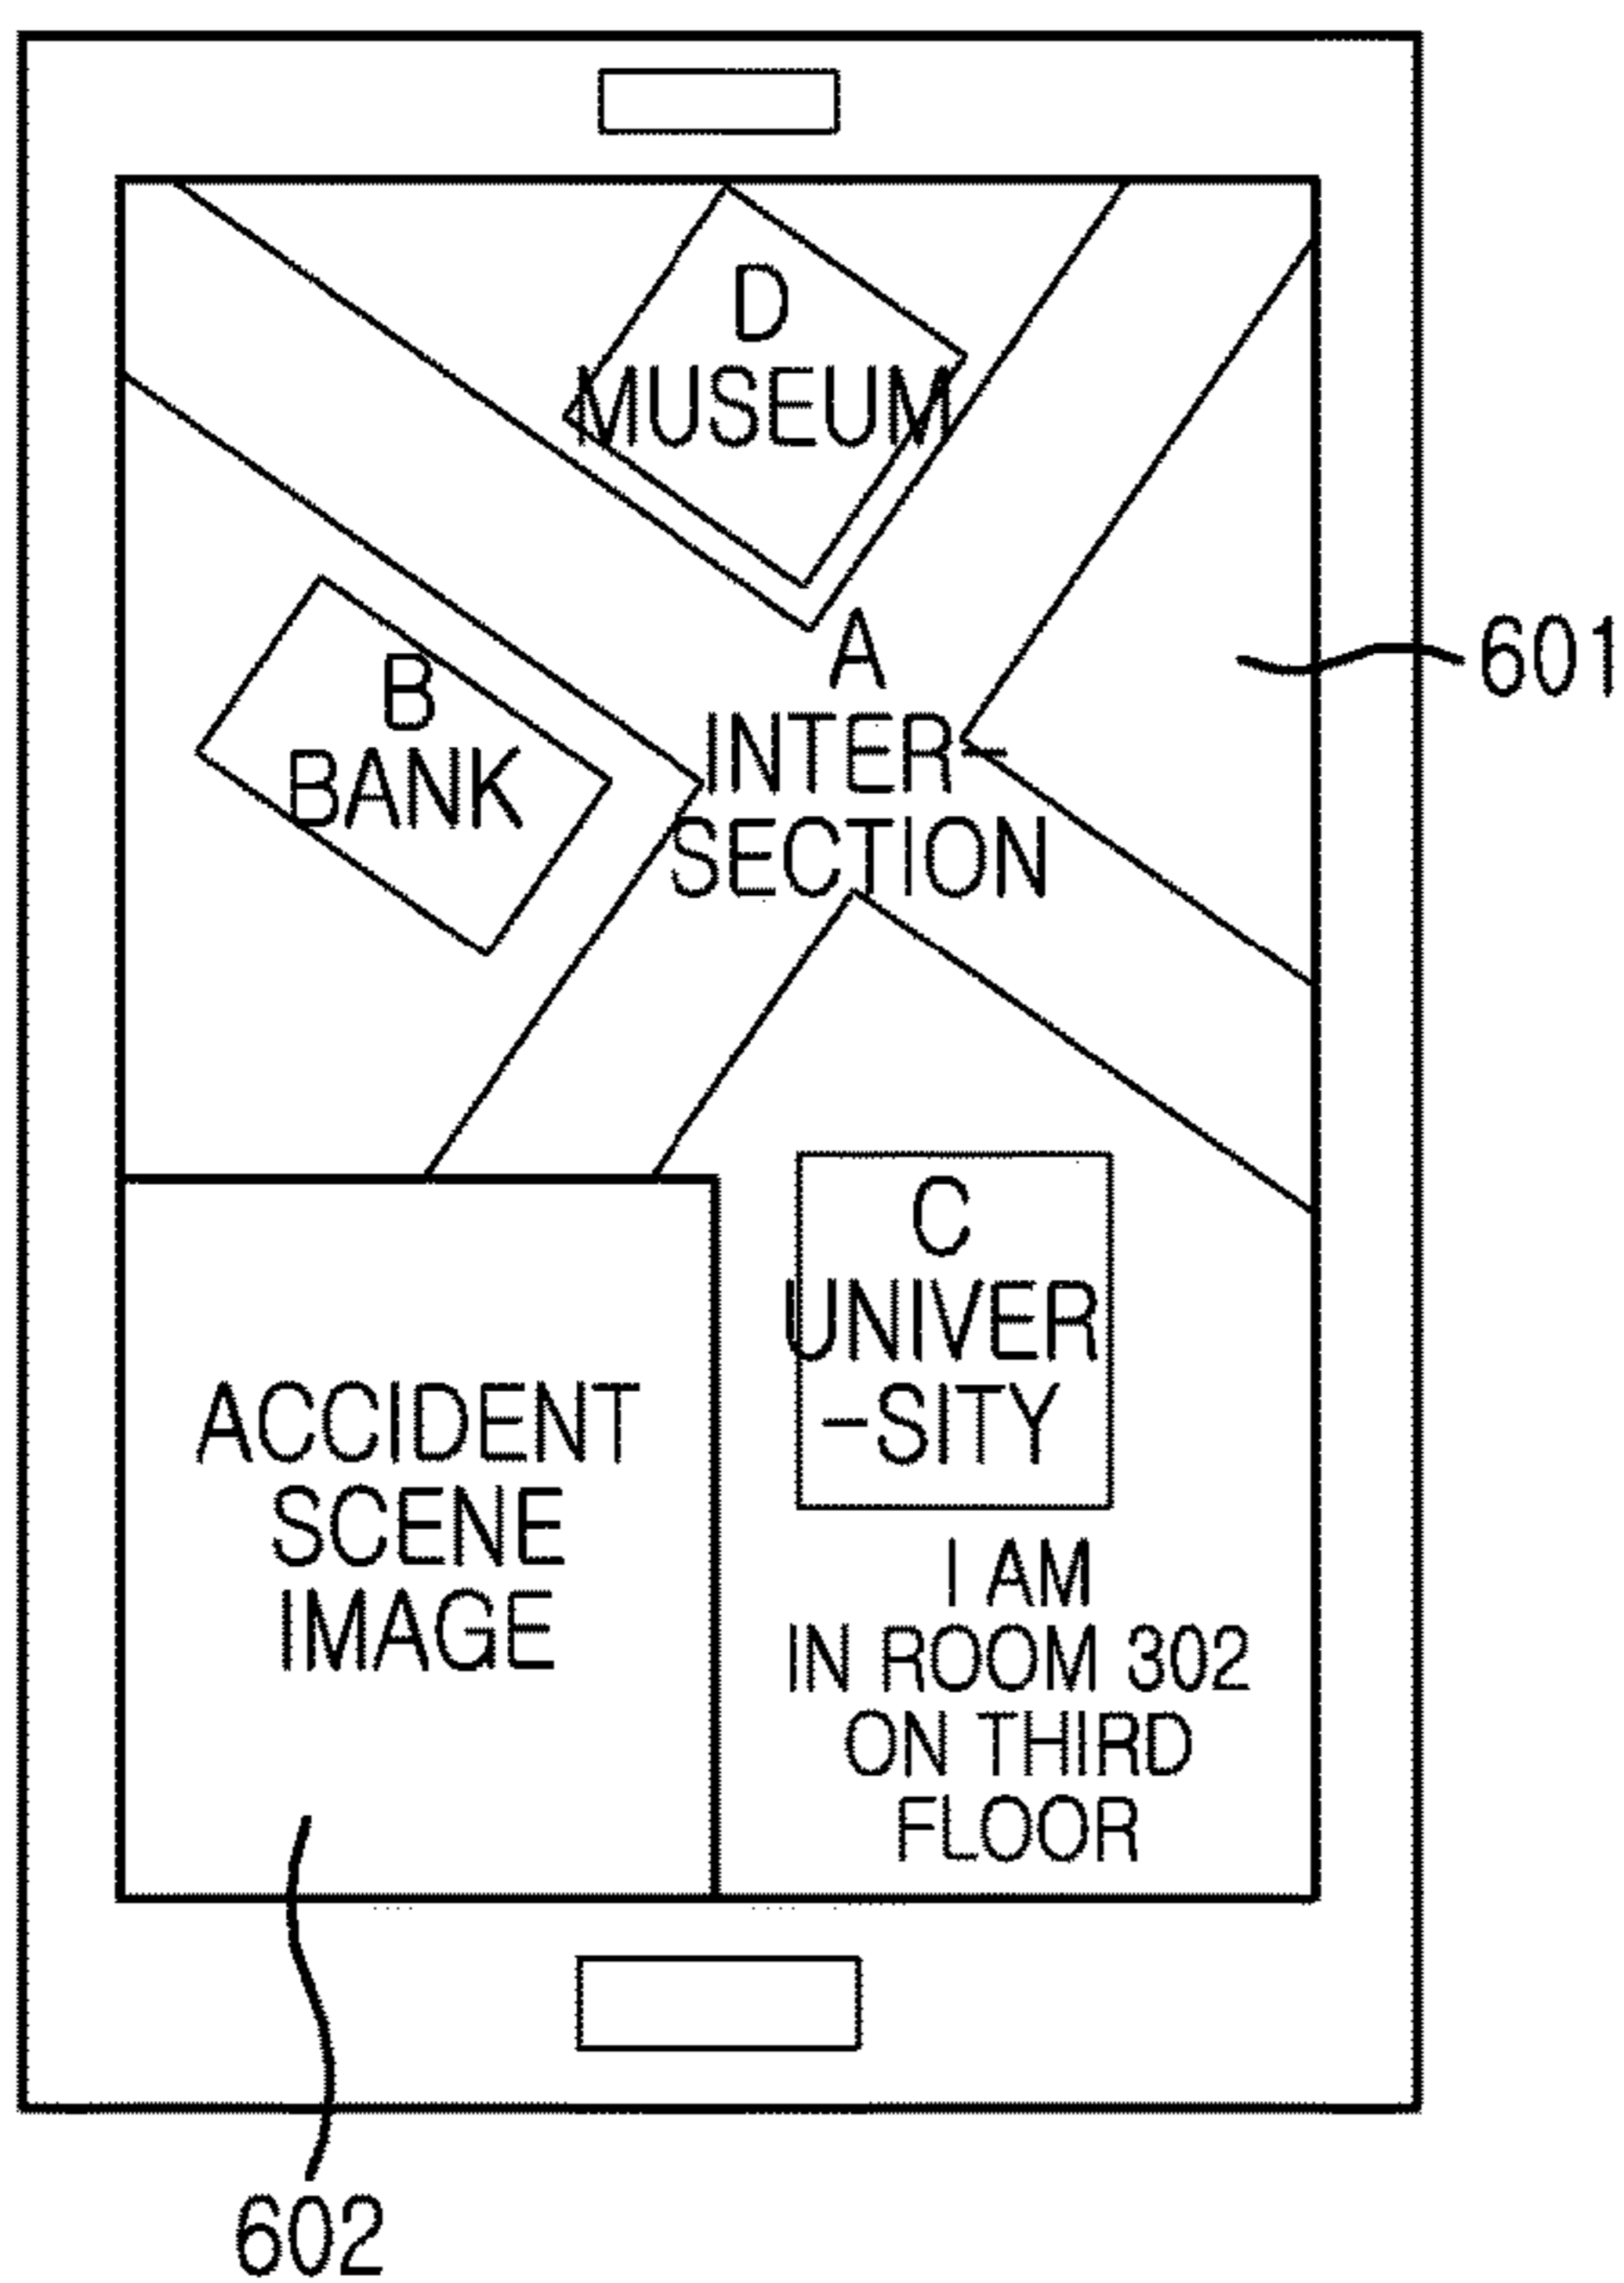 D
MUSEUM
A
INTER-
SECTION
601
B
BANK
C
UNIVER
-SITY
ACCIDENT
SCENE
IMAGE
I AM
IN ROOM 302
ON THIRD
FLOOR
602